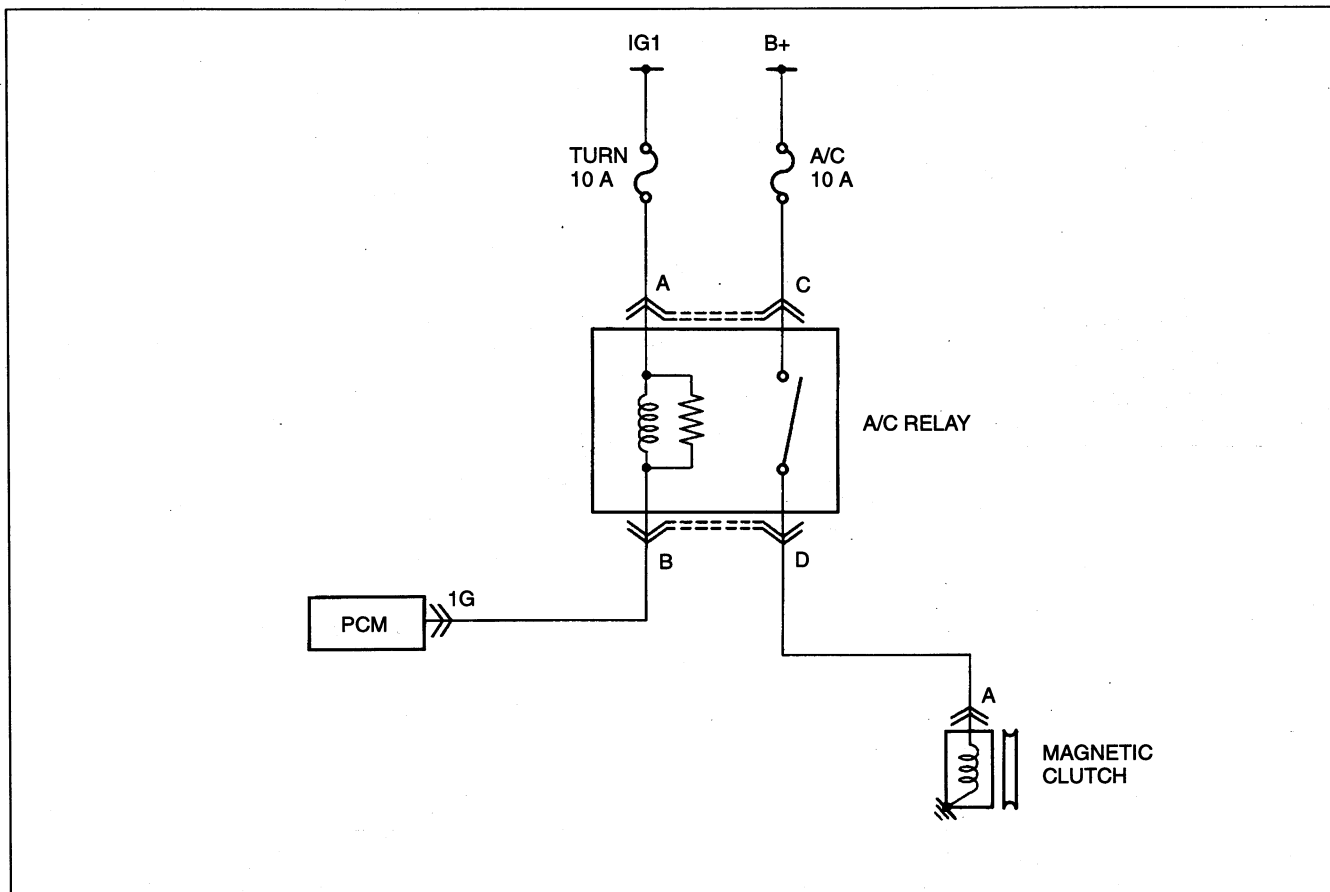 IG1
B+
TURN
10 A
A/C
10 A
A
C
A/C RELAY
B
D
1G
PCM
A
MAGNETIC
CLUTCH